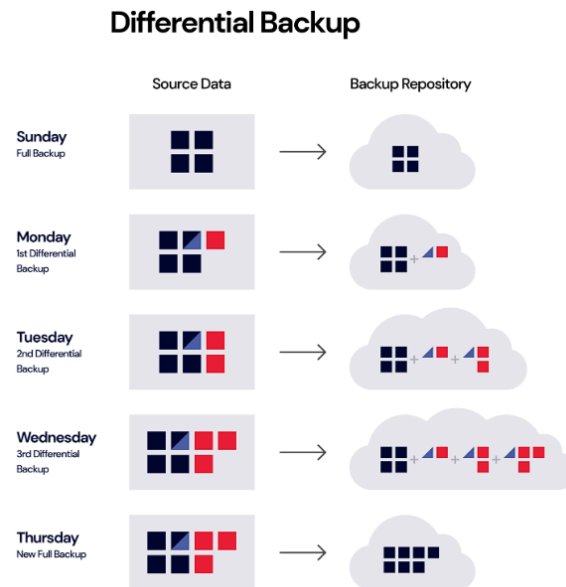 Differential Backup
Source Data
Backup Repository
Sunday
Full Backup
Monday
1st Differential
Backup
+
Tuesday
2nd Differential
Backup
+ +
Wednesday
3rd Differential
Backup
+ + +
Thursday
New Full Backup